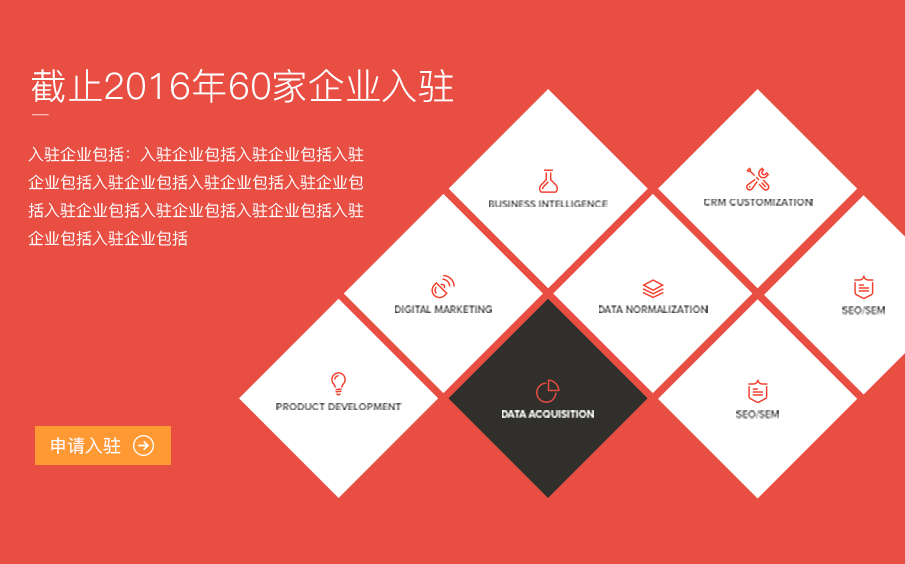 截止2016年60家企业入驻
入驻企业包括：入驻企业包括入驻企业包括入驻
企业包括入驻企业包括入驻企业包括入驻企业包
括入驻企业包括入驻企业包括入驻企业包括入驻
企业包括入驻企业包括
BUSINESS INTELLIGENCE
CRM CUSTOMIZATION
DIGITAL MARKETING
DATA NORMALIZATION
SEO/SEM
PRODUCT DEVELOPMENT
DATA ACQUISITION
SEO/SEM
申请入驻